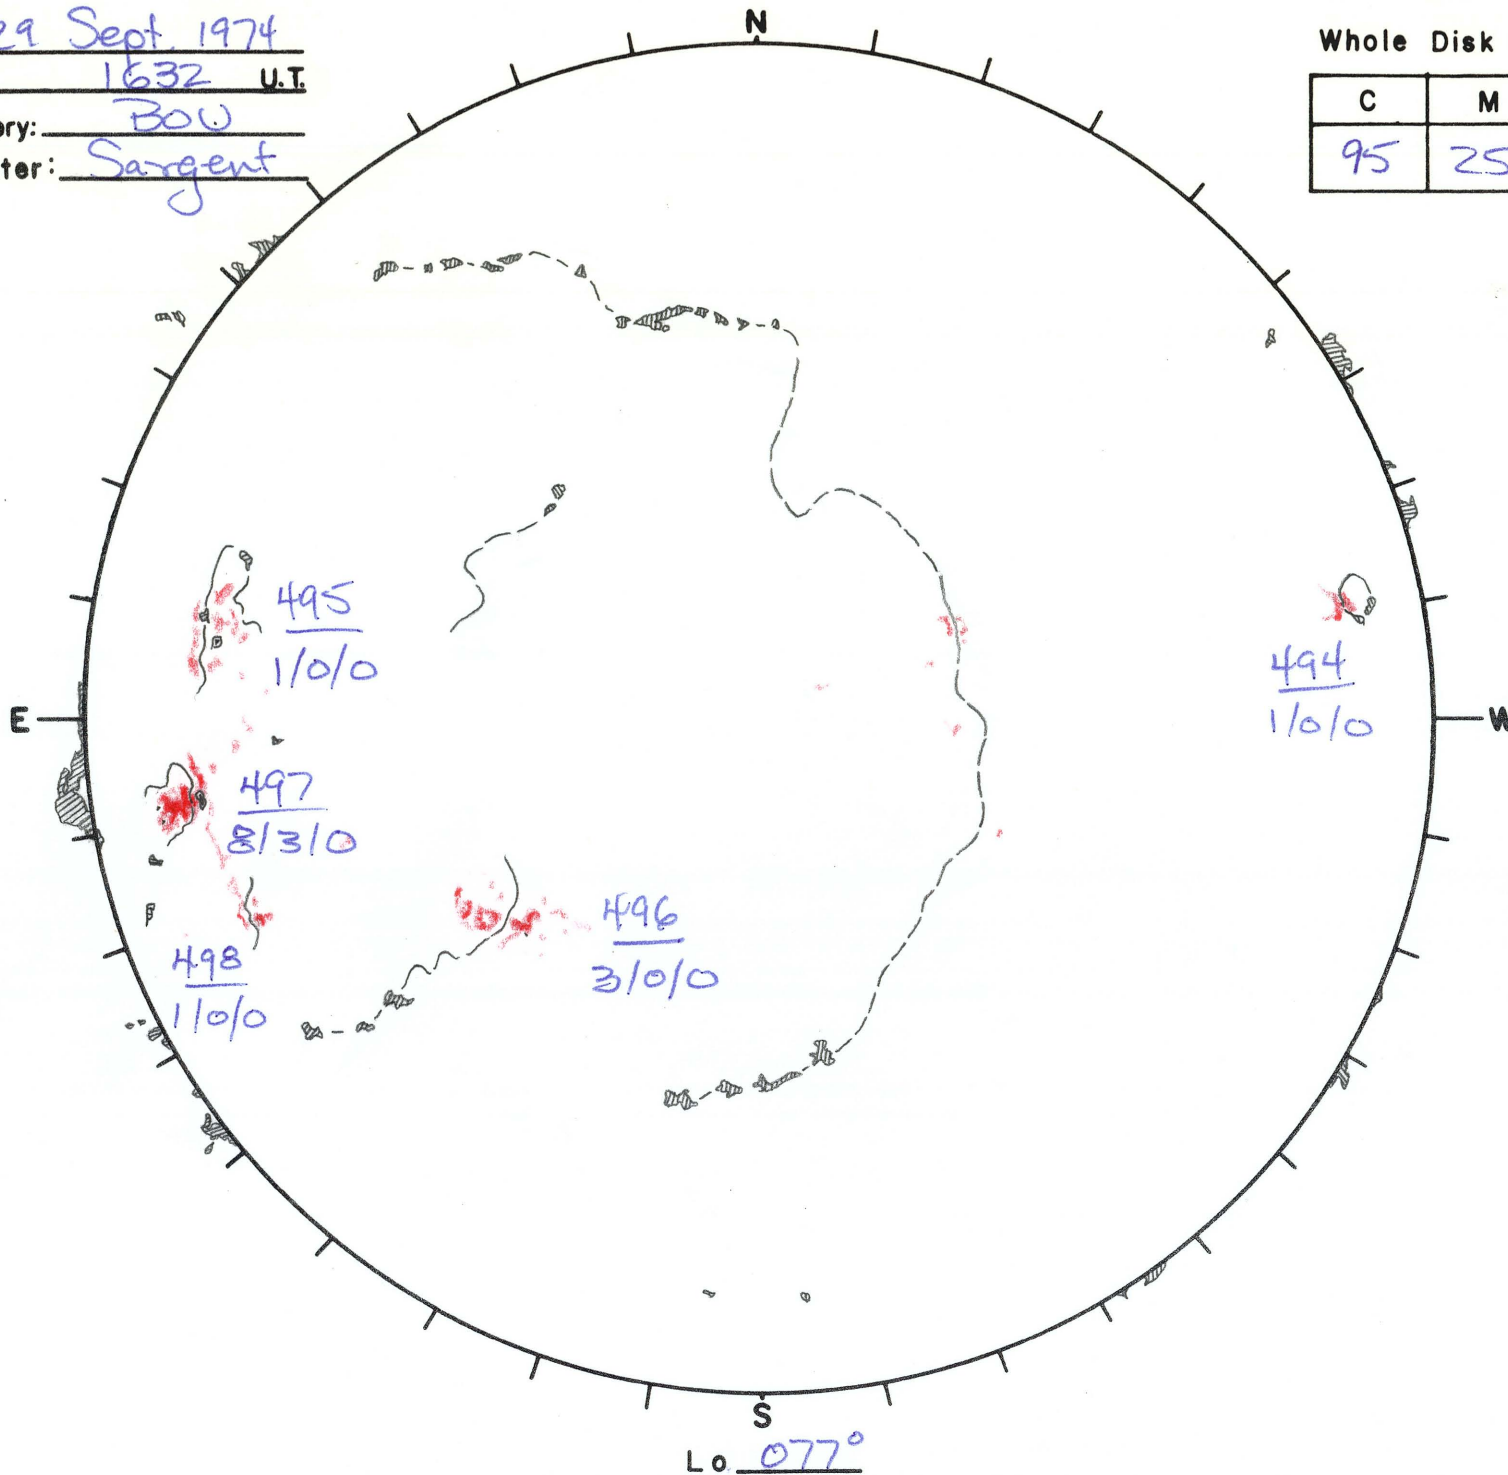 29 Sept. 1974
1632 U.T.
ory: BOU
ter: Sargent
N
Whole Disk
C M
95 25
495
1/0/0
494
1/0/0
E
W
497
8/3/0
496
3/0/0
498
1/0/0
S
Lo 077°